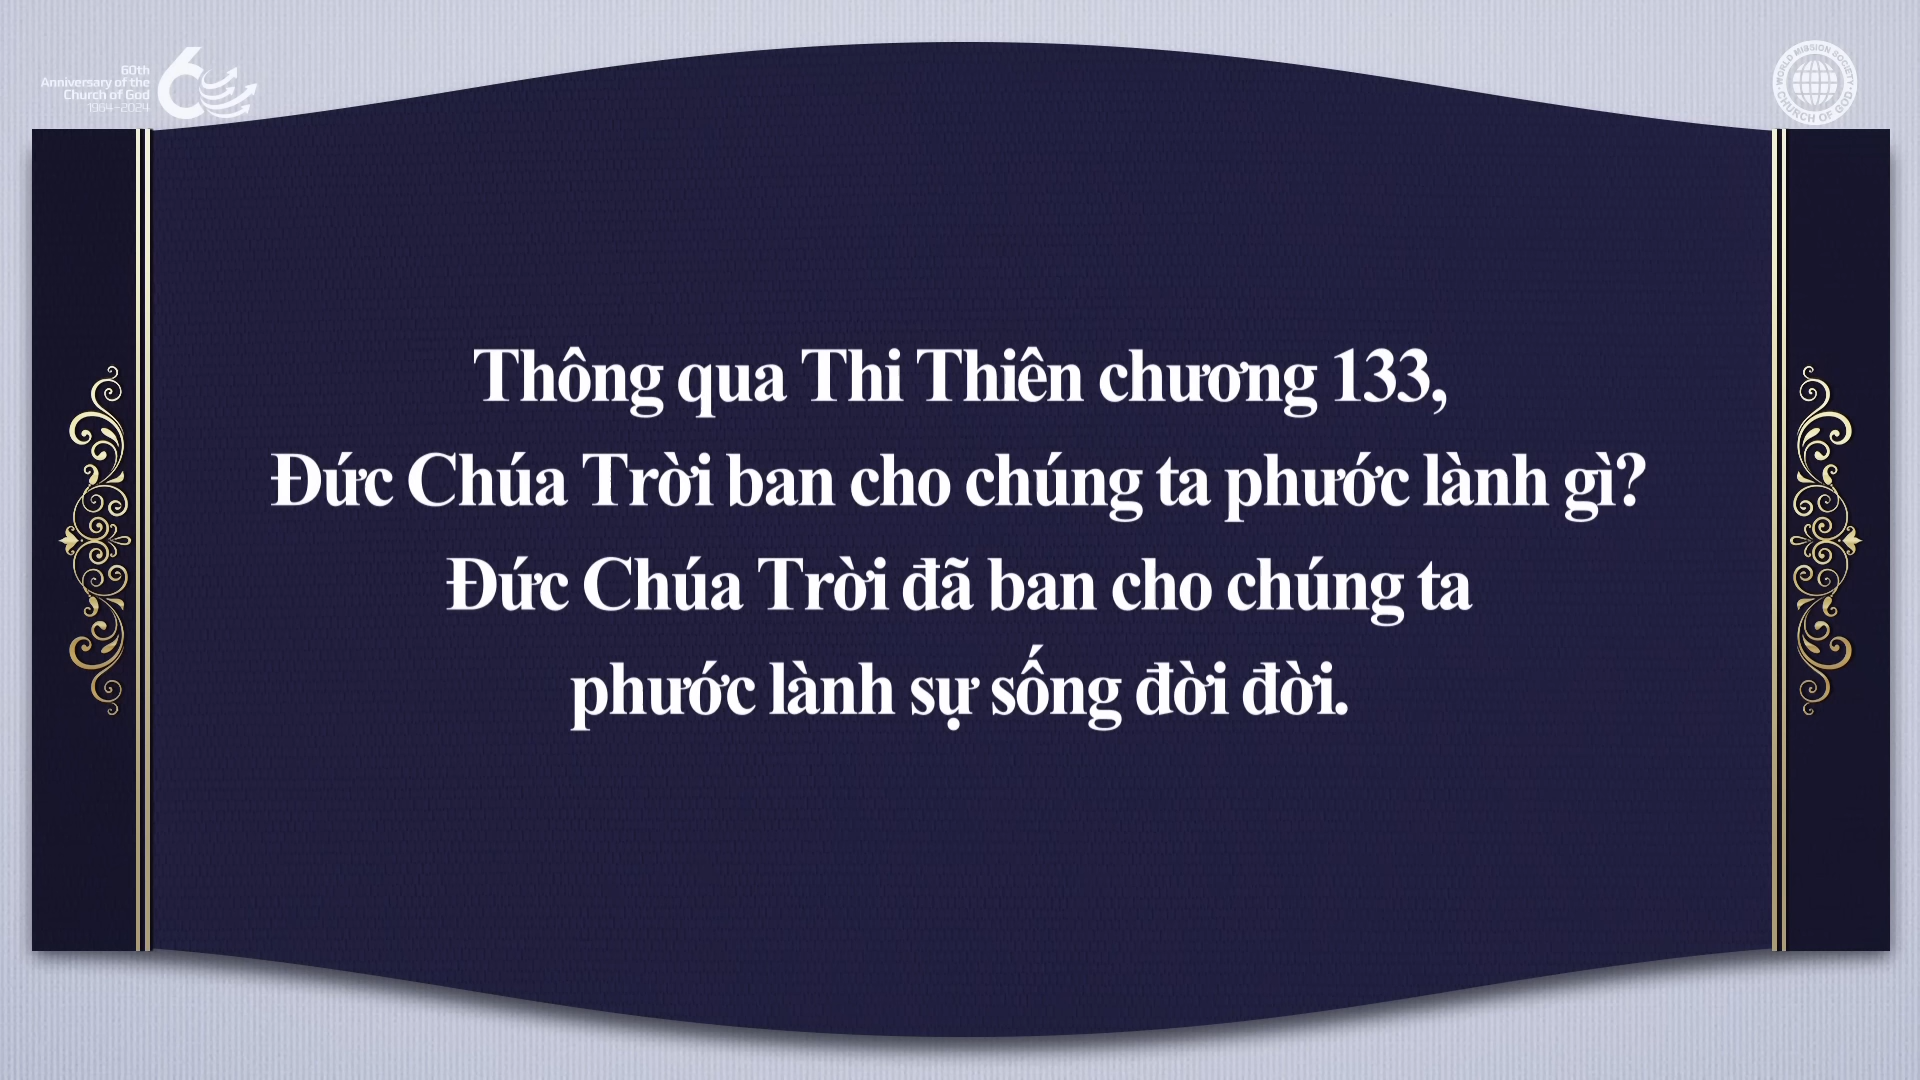 60th
Anniversary of the
Church of God
1964–2024
60
WORLD MISSION SOCIETY
CHURCH OF GOD
Thông qua Thi Thiên chương 133,
Đức Chúa Trời ban cho chúng ta phước lành gì?
Đức Chúa Trời đã ban cho chúng ta
phước lành sự sống đời đời.